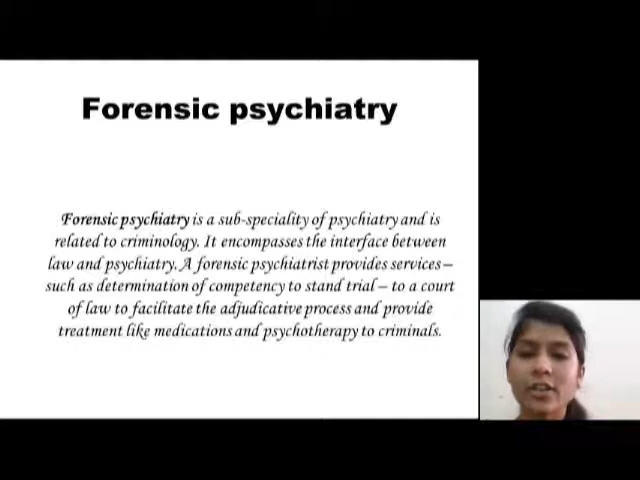 Forensic psychiatry
Forensic psychiatry is a sub-speciality of psychiatry and is
related to criminology. It encompasses the interface between
law and psychiatry. A forensic psychiatrist provides services –
such as determination of competency to stand trial – to a court
of law to facilitate the adjudicative process and provide
treatment like medications and psychotherapy to criminals.